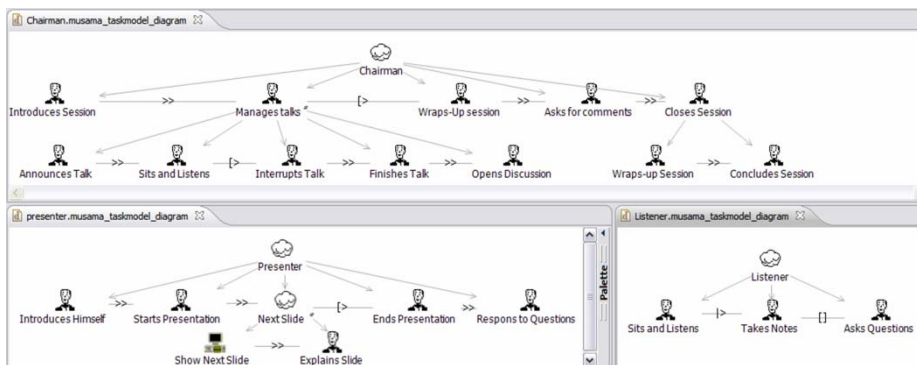 Chairman.musama_taskmodel_diagram
Chairman
Introduces Session >> Manages talks * [> Wraps-Up session >> Asks for comments >> Closes Session
Announces Talk >> Sits and Listens [> Interrupts Talk >> Finishes Talk >> Opens Discussion Wraps-up Session >> Concludes Session
presenter.musama_taskmodel_diagram
Presenter
Introduces Himself >> Starts Presentation >> Next Slide * [> Ends Presentation >> Respons to Questions
Show Next Slide >> Explains Slide
Palette
Listener.musama_taskmodel_diagram
Listener
Sits and Listens |> Takes Notes [] Asks Questions